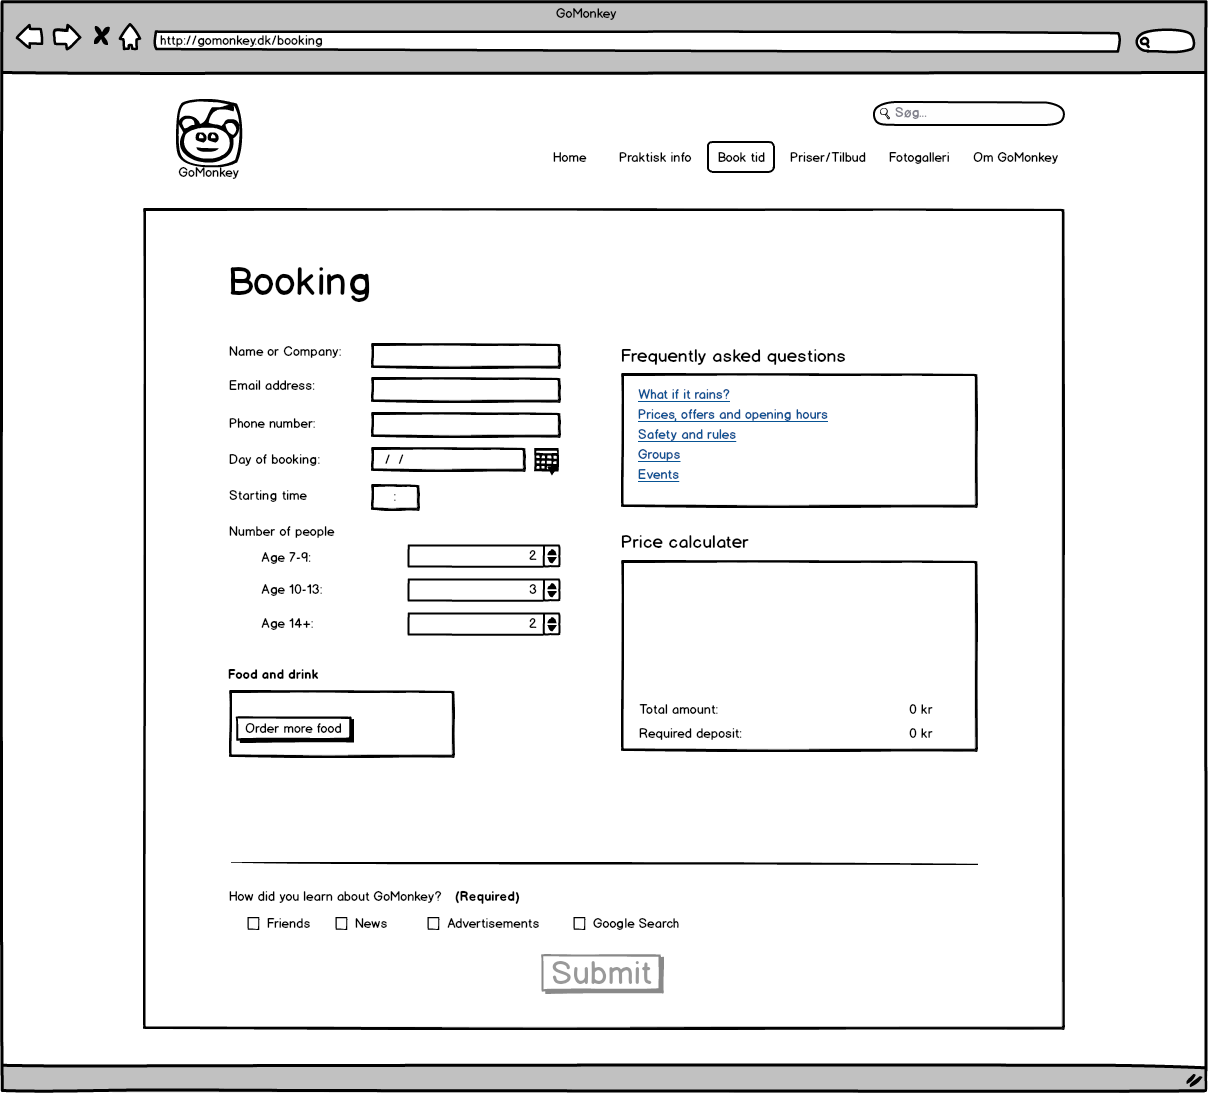 GoMonkey
http://gomonkey.dk/booking
Søg...
GoMonkey
Home Praktisk info Book tid Priser/Tilbud Fotogalleri Om GoMonkey
Booking
Name or Company:
Email address:
Phone number:
Day of booking: / /
Starting time :
Number of people
Age 7-9: 2
Age 10-13: 3
Age 14+: 2
Food and drink
Order more food
Frequently asked questions
What if it rains?
Prices, offers and opening hours
Safety and rules
Groups
Events
Price calculater
Total amount: 0 kr
Required deposit: 0 kr
How did you learn about GoMonkey? (Required)
Friends News Advertisements Google Search
Submit